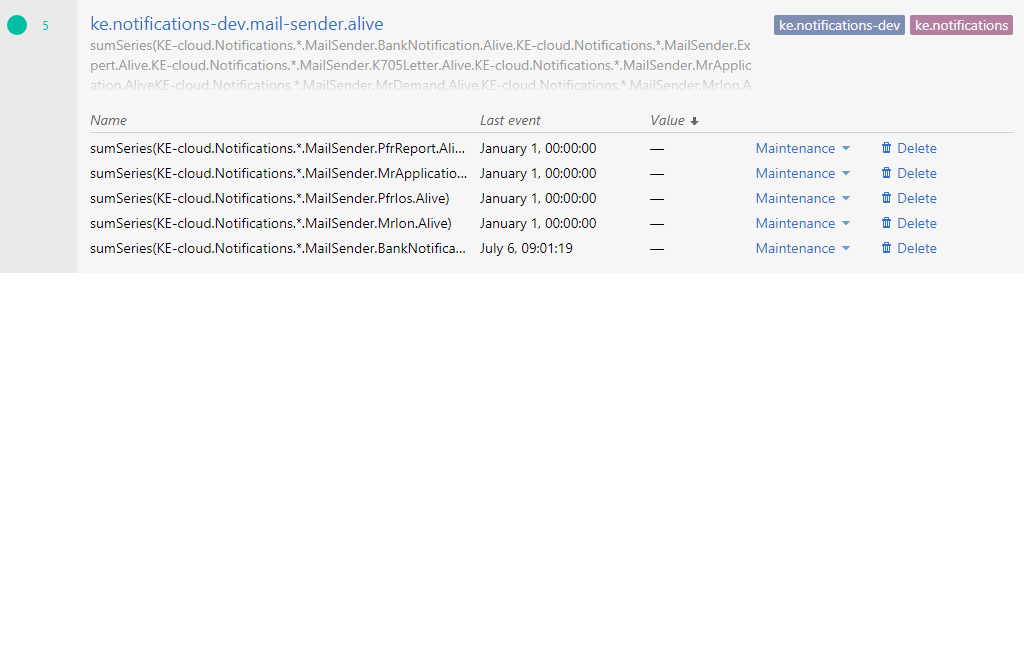 5
ke.notifications-dev.mail-sender.alive
ke.notifications-dev
ke.notifications
sumSeries(KE-cloud.Notifications.*.MailSender.BankNotification.Alive.KE-cloud.Notifications.*.MailSender.Ex
pert.Alive.KE-cloud.Notifications.*.MailSender.K705Letter.Alive.KE-cloud.Notifications.*.MailSender.MrApplic
ation.AliveKE-cloud.Notifications.*.MailSender.MrDemand.Alive.KE-cloud.Notifications.*.MailSender.MrIon.A
Name Last event Value
sumSeries(KE-cloud.Notifications.*.MailSender.PfrReport.Ali... January 1, 00:00:00 — Maintenance Delete
sumSeries(KE-cloud.Notifications.*.MailSender.MrApplicatio... January 1, 00:00:00 — Maintenance Delete
sumSeries(KE-cloud.Notifications.*.MailSender.PfrIos.Alive) January 1, 00:00:00 — Maintenance Delete
sumSeries(KE-cloud.Notifications.*.MailSender.MrIon.Alive) January 1, 00:00:00 — Maintenance Delete
sumSeries(KE-cloud.Notifications.*.MailSender.BankNotifica... July 6, 09:01:19 — Maintenance Delete